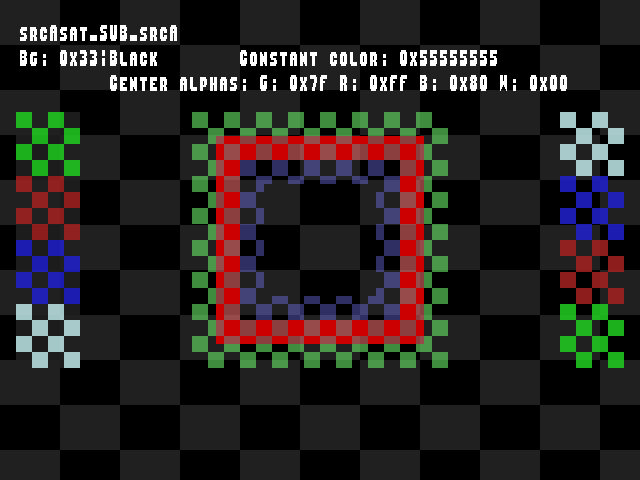 srcAsat_SUB_srcA
Bg: 0x33¦Black Constant color: 0x55555555
Center alphas: G: 0x7f R: 0xff B: 0x80 W: 0x00